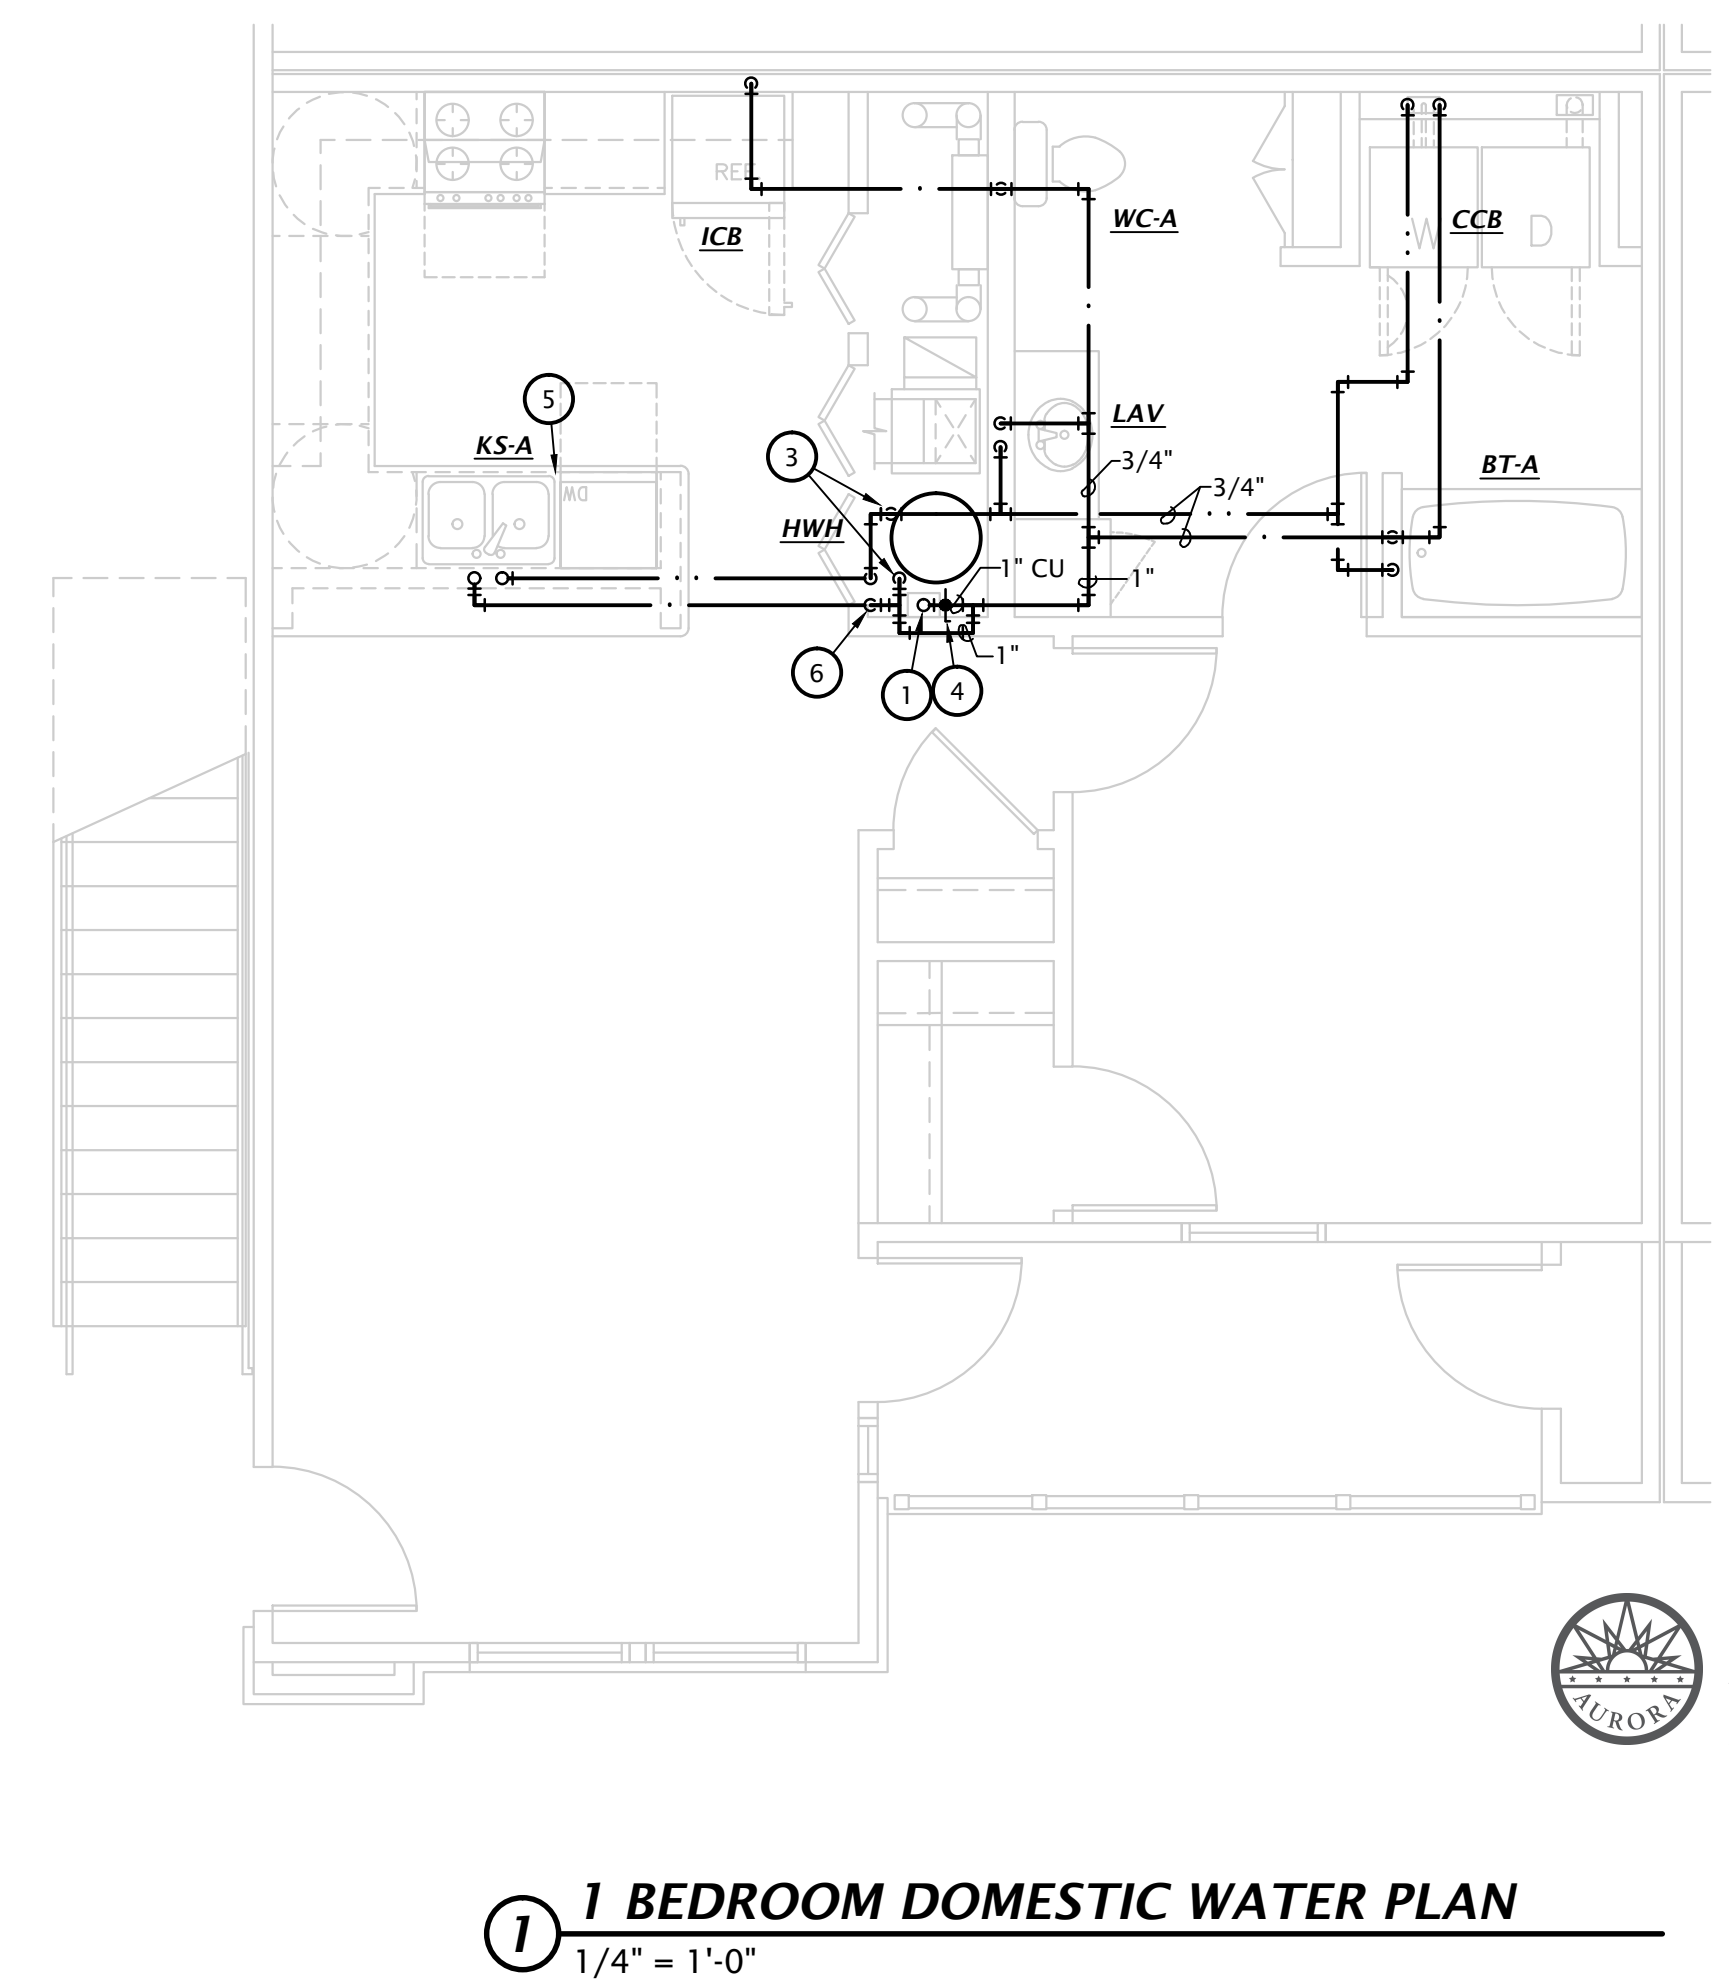 REF.
ICB
WC-A
W
CCB
D
5
KS-A
LAV
3
3/4"
BT-A
3/4"
DW
HWH
1" CU
1"
6
1"
1
4
AURORA
1
1 BEDROOM DOMESTIC WATER PLAN
1/4" = 1'-0"